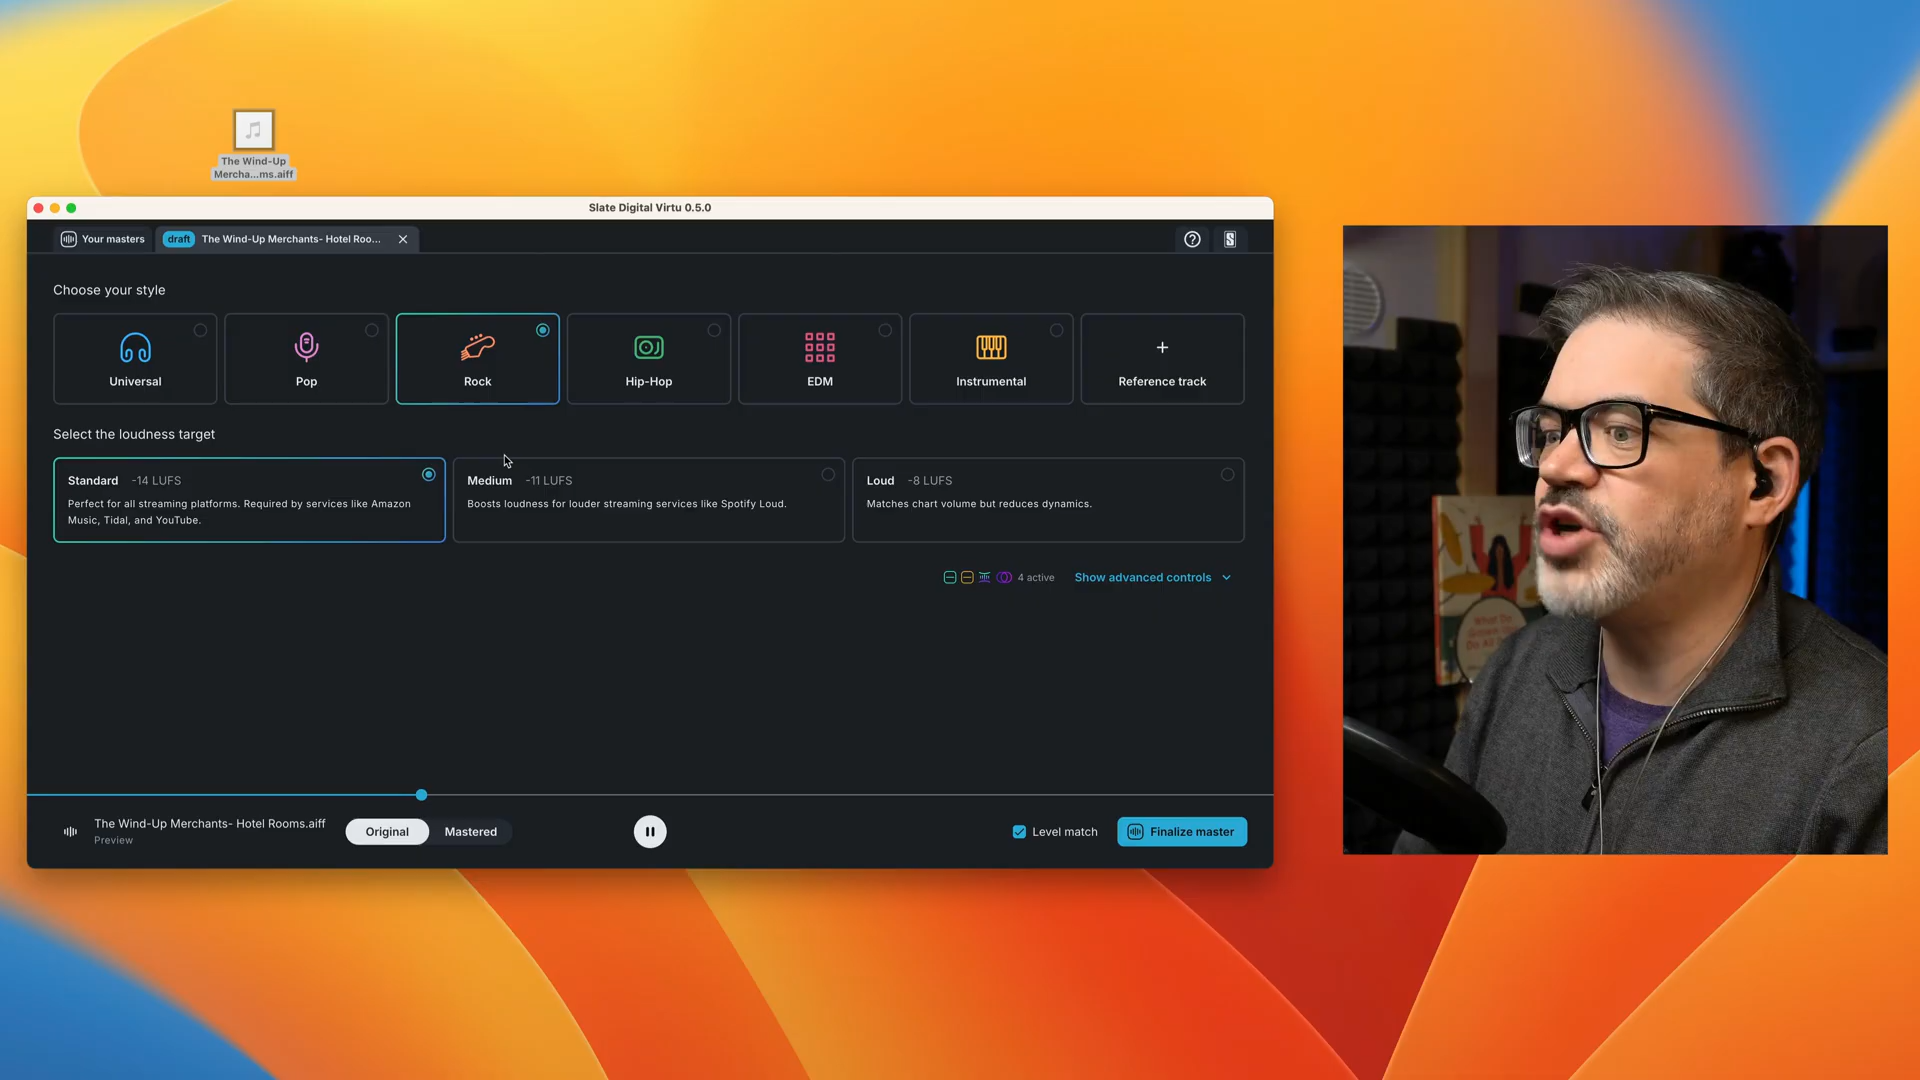 The Wind-Up
Mercha...ms.aiff
Slate Digital Virtu 0.5.0
Your masters
draft The Wind-Up Merchants- Hotel Roo...
Choose your style
Universal
Pop
Rock
Hip-Hop
EDM
Instrumental
+
Reference track
Select the loudness target
Standard -14 LUFS
Perfect for all streaming platforms. Required by services like Amazon
Music, Tidal, and YouTube.
Medium -11 LUFS
Boosts loudness for louder streaming services like Spotify Loud.
Loud -8 LUFS
Matches chart volume but reduces dynamics.
4 active
Show advanced controls
The Wind-Up Merchants- Hotel Rooms.aiff
Preview
Original
Mastered
Level match
Finalize master
What Do